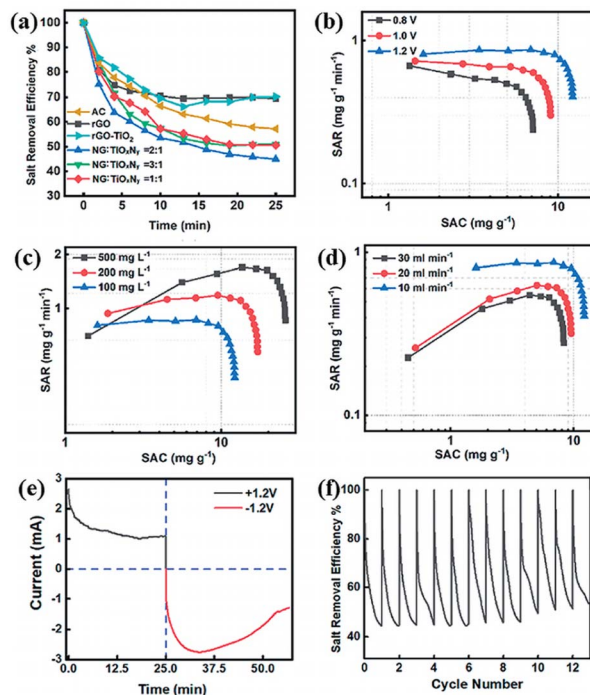 (a)
Salt Removal Efficiency %
100
90
80
70
60
50
40
30
AC
rGO
rGO-TiO₂
NG:TiOₓNᵧ =2:1
NG:TiOₓNᵧ =3:1
NG:TiOₓNᵧ =1:1
0 5 10 15 20 25
Time (min)
(b)
SAR (mg g⁻¹ min⁻¹)
1
0.1
0.8 V
1.0 V
1.2 V
1 10
SAC (mg g⁻¹)
(c)
SAR (mg g⁻¹ min⁻¹)
2
1
500 mg L⁻¹
200 mg L⁻¹
100 mg L⁻¹
1 10
SAC (mg g⁻¹)
(d)
SAR (mg g⁻¹ min⁻¹)
1
0.1
30 ml min⁻¹
20 ml min⁻¹
10 ml min⁻¹
1 10
SAC (mg g⁻¹)
(e)
Current (mA)
3
2
1
0
-1
-2
-3
+1.2V
-1.2V
0.0 12.5 25.0 37.5 50.0
Time (min)
(f)
Salt Removal Efficiency %
100
80
60
40
0 2 4 6 8 10 12
Cycle Number